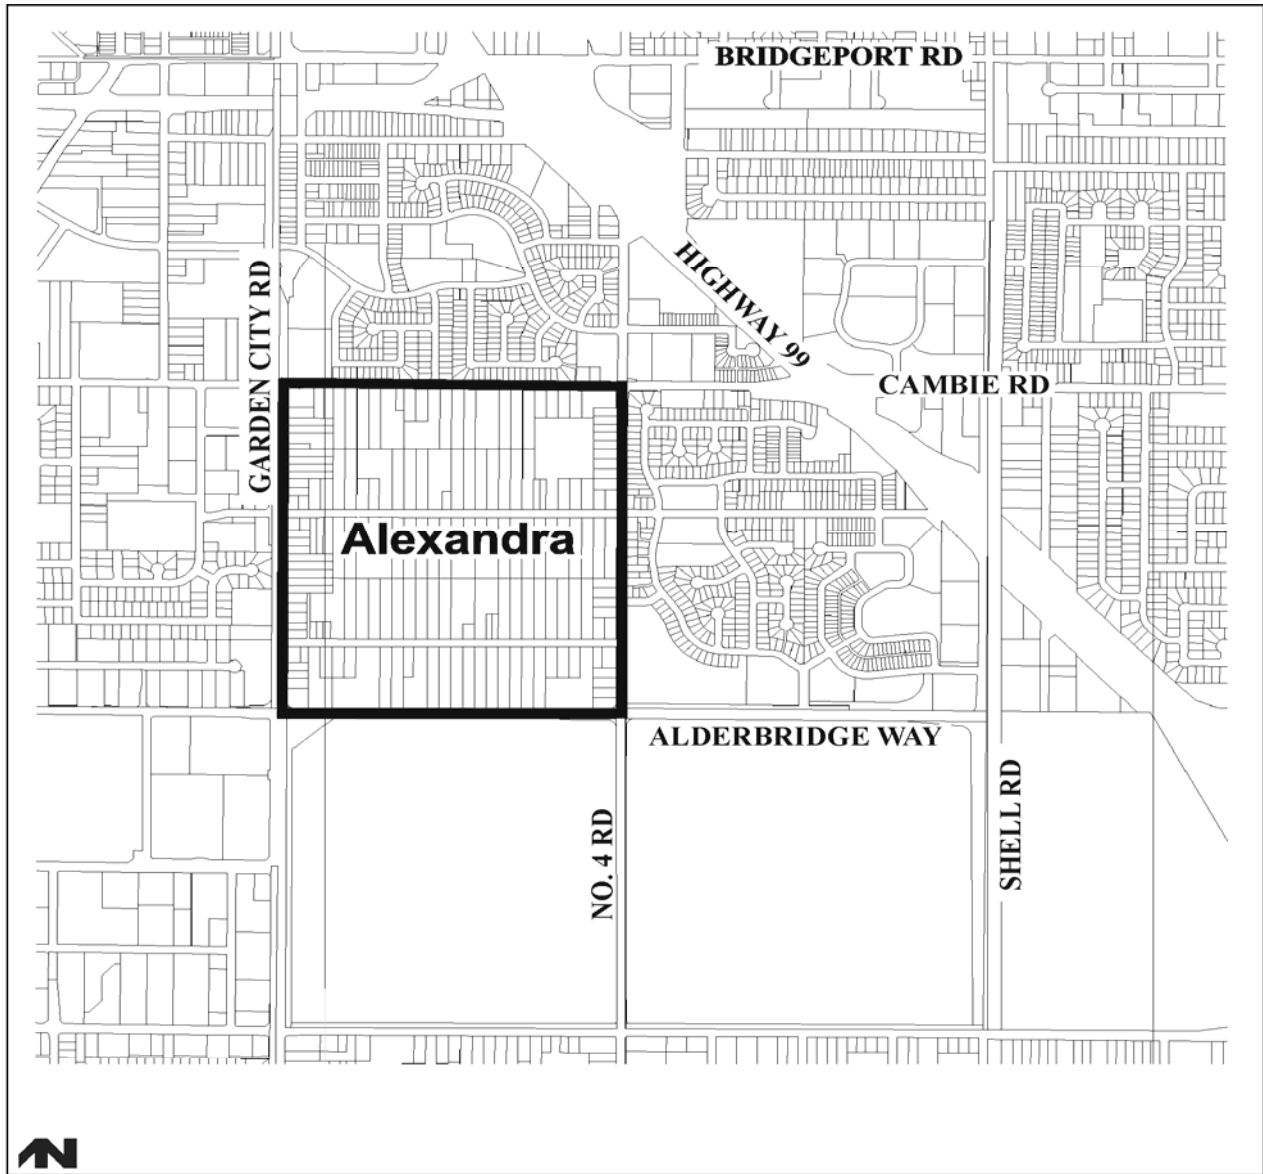 BRIDGEPORT RD
HIGHWAY 99
GARDEN CITY RD
CAMBIE RD
Alexandra
ALDERBRIDGE WAY
NO. 4 RD
SHELL RD
N